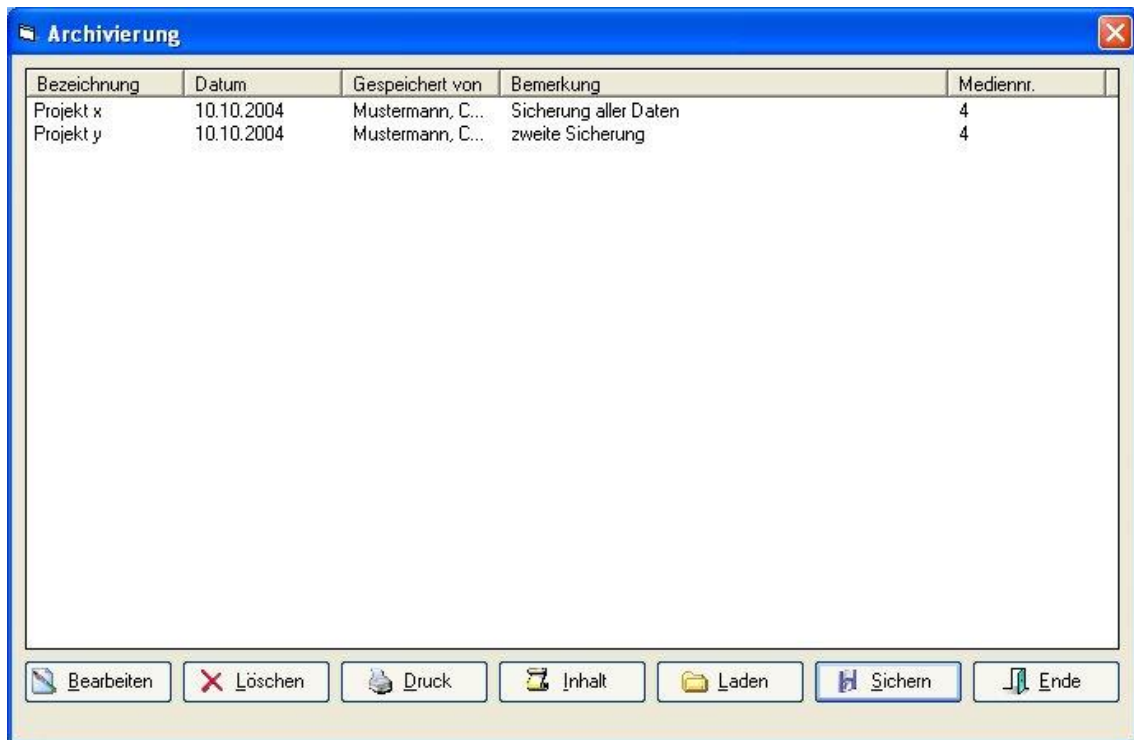 Archivierung
Bezeichnung Datum Gespeichert von Bemerkung Mediennr.
Projekt x 10.10.2004 Mustermann, C... Sicherung aller Daten 4
Projekt y 10.10.2004 Mustermann, C... zweite Sicherung 4
Bearbeiten Löschen Druck Inhalt Laden Sichern Ende